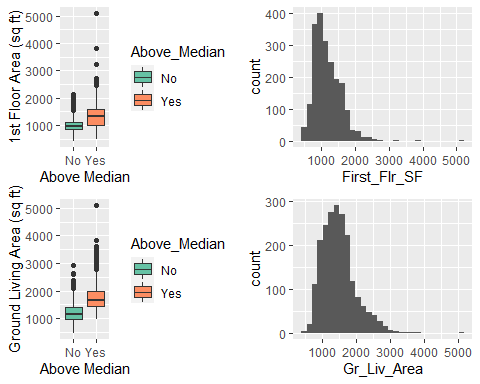 1st Floor Area (sq ft)
5000
4000
3000
2000
1000
No Yes
Above Median
Above_Median
No
Yes
count
400
300
200
100
0
1000 2000 3000 4000 5000
First_Flr_SF
Ground Living Area (sq ft)
5000
4000
3000
2000
1000
No Yes
Above Median
Above_Median
No
Yes
count
300
200
100
0
1000 2000 3000 4000 5000
Gr_Liv_Area